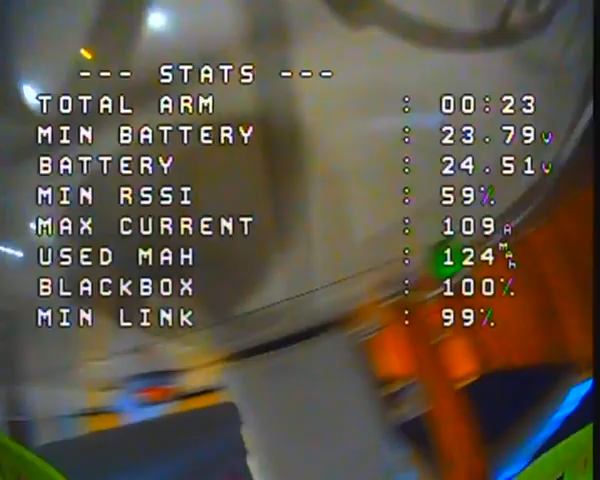 --- STATS ---
TOTAL ARM : 00:23
MIN BATTERY : 23.79V
BATTERY : 24.51V
MIN RSSI : 59%
MAX CURRENT : 109A
USED MAH : 124mAh
BLACKBOX : 100%
MIN LINK : 99%